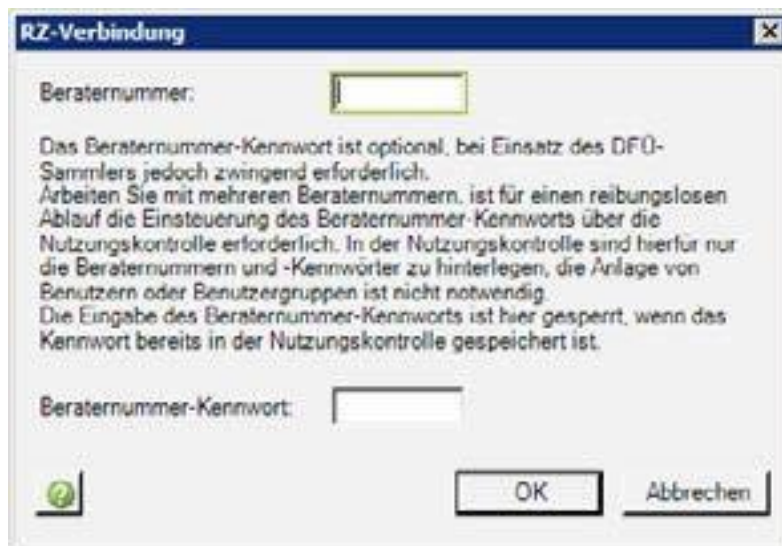 RZ-Verbindung
Beraternummer:
Das Beraternummer-Kennwort ist optional, bei Einsatz des DFÜ-
Sammlers jedoch zwingend erforderlich.
Arbeiten Sie mit mehreren Beraternummern, ist für einen reibungslosen
Ablauf die Einsteuerung des Beraternummer-Kennworts über die
Nutzungskontrolle erforderlich. In der Nutzungskontrolle sind hierfür nur
die Beraternummern und -Kennwörter zu hinterlegen, die Anlage von
Benutzern oder Benutzergruppen ist nicht notwendig.
Die Eingabe des Beraternummer-Kennworts ist hier gesperrt, wenn das
Kennwort bereits in der Nutzungskontrolle gespeichert ist.
Beraternummer-Kennwort:
OK Abbrechen